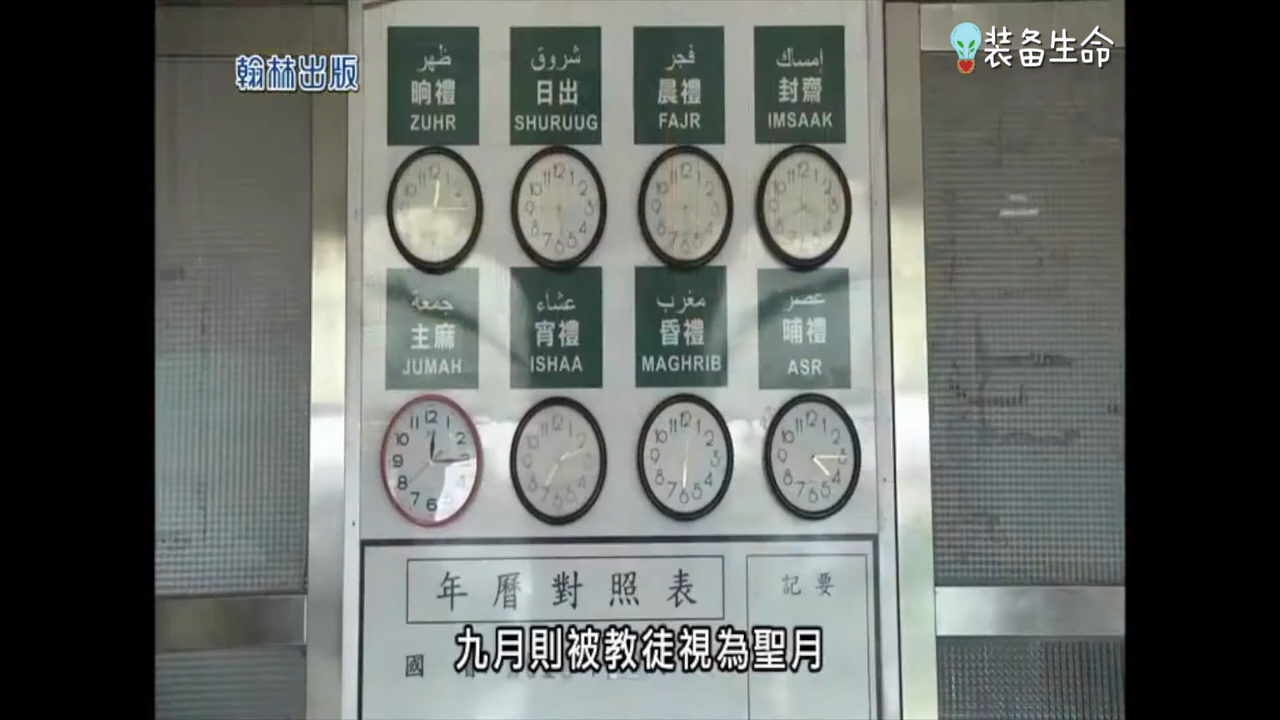 翰林出版
装备生命
ظهر
晌禮
ZUHR
شروق
日出
SHURUUG
فجر
晨禮
FAJR
إمساك
封齋
IMSAAK
جمعة
主麻
JUMAH
عشاء
宵禮
ISHAA
مغرب
昏禮
MAGHRIB
عصر
晡禮
ASR
年曆對照表
記要
國
九月則被教徒視為聖月